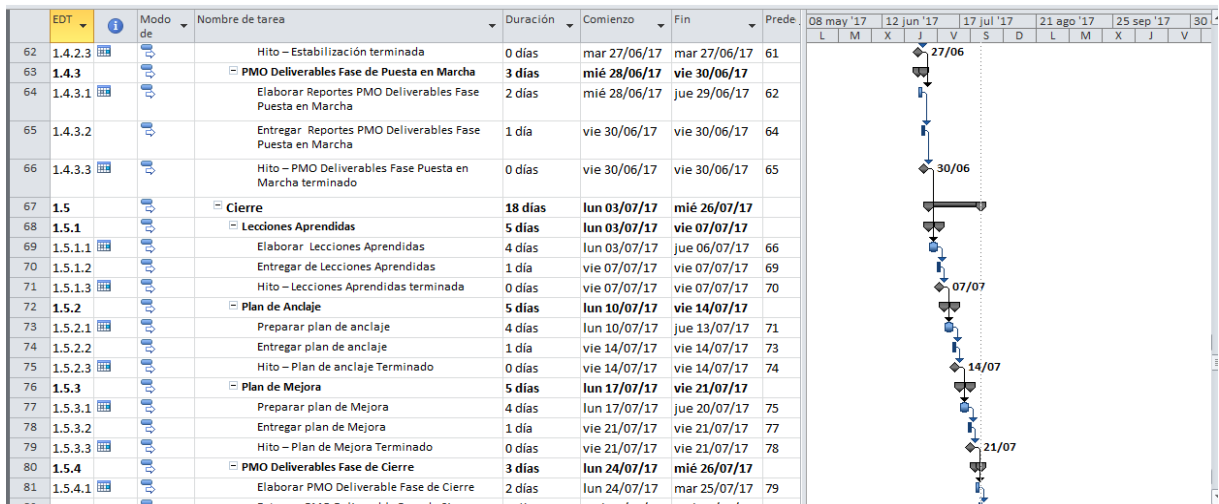 EDT Modo de Nombre de tarea Duración Comienzo Fin Prede 08 may '17 12 jun '17 17 jul '17 21 ago '17 25 sep '17 30
L M X J V S D L M X J V
62 1.4.2.3 Hito – Estabilización terminada 0 días mar 27/06/17 mar 27/06/17 61 27/06
63 1.4.3 PMO Deliverables Fase de Puesta en Marcha 3 días mié 28/06/17 vie 30/06/17
64 1.4.3.1 Elaborar Reportes PMO Deliverables Fase 2 días mié 28/06/17 jue 29/06/17 62
Puesta en Marcha
65 1.4.3.2 Entregar Reportes PMO Deliverables Fase 1 día vie 30/06/17 vie 30/06/17 64
Puesta en Marcha
66 1.4.3.3 Hito – PMO Deliverables Fase Puesta en 0 días vie 30/06/17 vie 30/06/17 65 30/06
Marcha terminado
67 1.5 Cierre 18 días lun 03/07/17 mié 26/07/17
68 1.5.1 Lecciones Aprendidas 5 días lun 03/07/17 vie 07/07/17
69 1.5.1.1 Elaborar Lecciones Aprendidas 4 días lun 03/07/17 jue 06/07/17 66
70 1.5.1.2 Entregar de Lecciones Aprendidas 1 día vie 07/07/17 vie 07/07/17 69
71 1.5.1.3 Hito – Lecciones Aprendidas terminada 0 días vie 07/07/17 vie 07/07/17 70 07/07
72 1.5.2 Plan de Anclaje 5 días lun 10/07/17 vie 14/07/17
73 1.5.2.1 Preparar plan de anclaje 4 días lun 10/07/17 jue 13/07/17 71
74 1.5.2.2 Entregar plan de anclaje 1 día vie 14/07/17 vie 14/07/17 73
75 1.5.2.3 Hito – Plan de anclaje Terminado 0 días vie 14/07/17 vie 14/07/17 74 14/07
76 1.5.3 Plan de Mejora 5 días lun 17/07/17 vie 21/07/17
77 1.5.3.1 Preparar plan de Mejora 4 días lun 17/07/17 jue 20/07/17 75
78 1.5.3.2 Entregar plan de Mejora 1 día vie 21/07/17 vie 21/07/17 77
79 1.5.3.3 Hito – Plan de Mejora Terminado 0 días vie 21/07/17 vie 21/07/17 78 21/07
80 1.5.4 PMO Deliverables Fase de Cierre 3 días lun 24/07/17 mié 26/07/17
81 1.5.4.1 Elaborar PMO Deliverable Fase de Cierre 2 días lun 24/07/17 mar 25/07/17 79